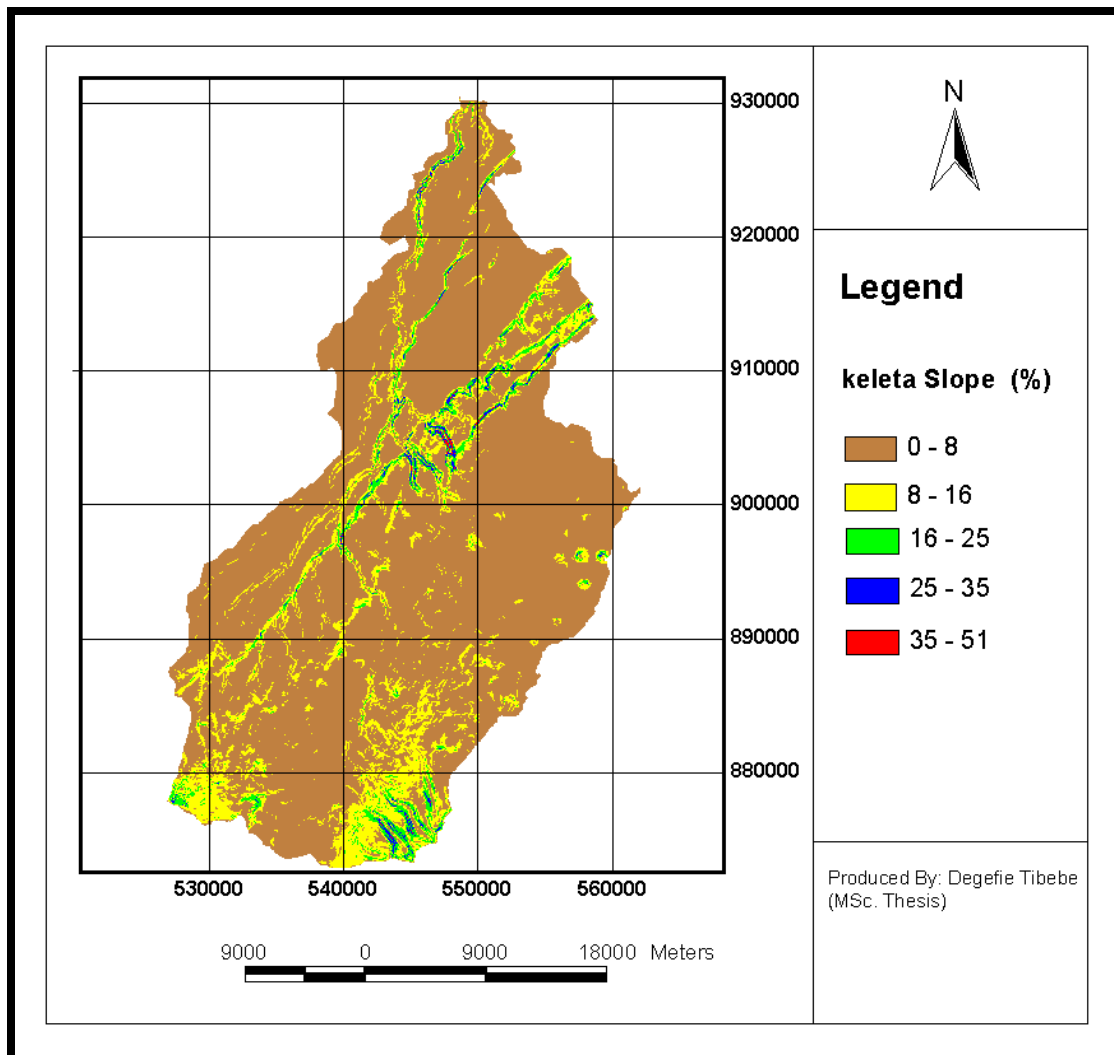 930000
920000
910000
900000
890000
880000
530000 540000 550000 560000
9000 0 9000 18000 Meters
N
Legend
keleta Slope (%)
0 - 8
8 - 16
16 - 25
25 - 35
35 - 51
Produced By: Degefie Tibebe
(MSc. Thesis)